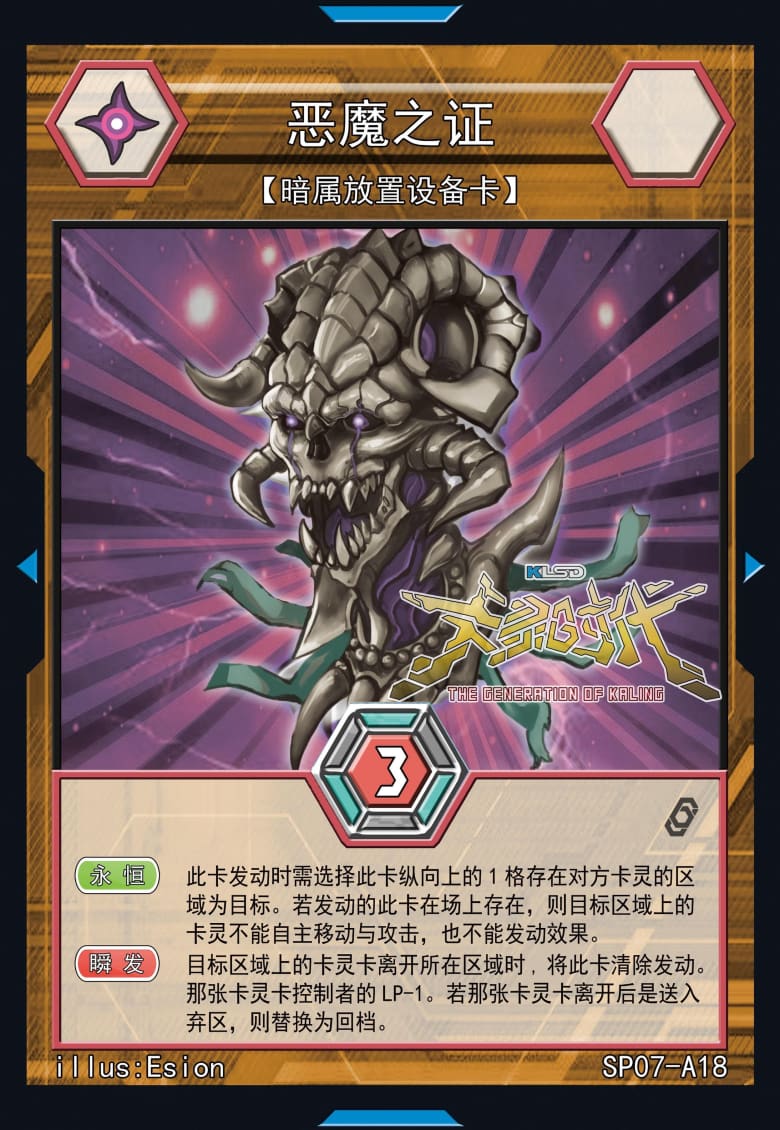 恶魔之证
【暗属放置设备卡】
KLSD
卡灵时代
THE GENERATION OF KALING
3
永恒
此卡发动时需选择此卡纵向上的1格存在对方卡灵的区
域为目标。若发动的此卡在场上存在，则目标区域上的
卡灵不能自主移动与攻击，也不能发动效果。
瞬发
目标区域上的卡灵卡离开所在区域时，将此卡清除发动。
那张卡灵卡控制者的LP-1。若那张卡灵卡离开后是送入
弃区，则替换为回档。
illus:Esion
SP07-A18